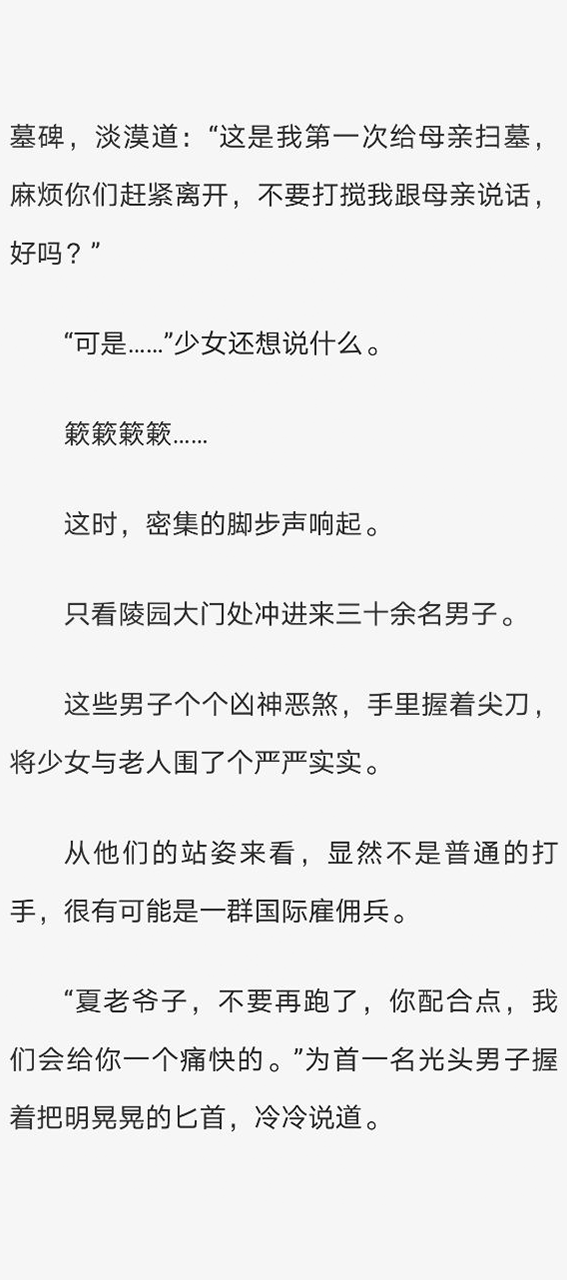 墓碑，淡漠道：“这是我第一次给母亲扫墓，
麻烦你们赶紧离开，不要打搅我跟母亲说话，
好吗？”
“可是……”少女还想说什么。
簌簌簌簌……
这时，密集的脚步声响起。
只看陵园大门处冲进来三十余名男子。
这些男子个个凶神恶煞，手里握着尖刀，
将少女与老人围了个严严实实。
从他们的站姿来看，显然不是普通的打
手，很有可能是一群国际雇佣兵。
“夏老爷子，不要再跑了，你配合点，我
们会给你一个痛快的。”为首一名光头男子握
着把明晃晃的匕首，冷冷说道。